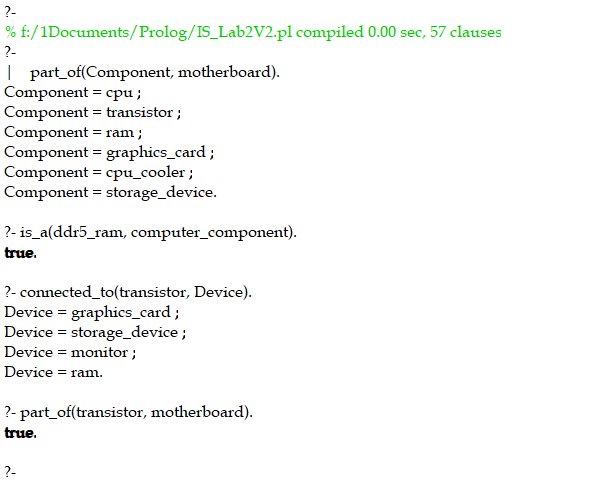 ?-
% f:/1Documents/Prolog/IS_Lab2V2.pl compiled 0.00 sec, 57 clauses
?-
| part_of(Component, motherboard).
Component = cpu ;
Component = transistor ;
Component = ram ;
Component = graphics_card ;
Component = cpu_cooler ;
Component = storage_device.
?- is_a(ddr5_ram, computer_component).
true.
?- connected_to(transistor, Device).
Device = graphics_card ;
Device = storage_device ;
Device = monitor ;
Device = ram.
?- part_of(transistor, motherboard).
true.
?-